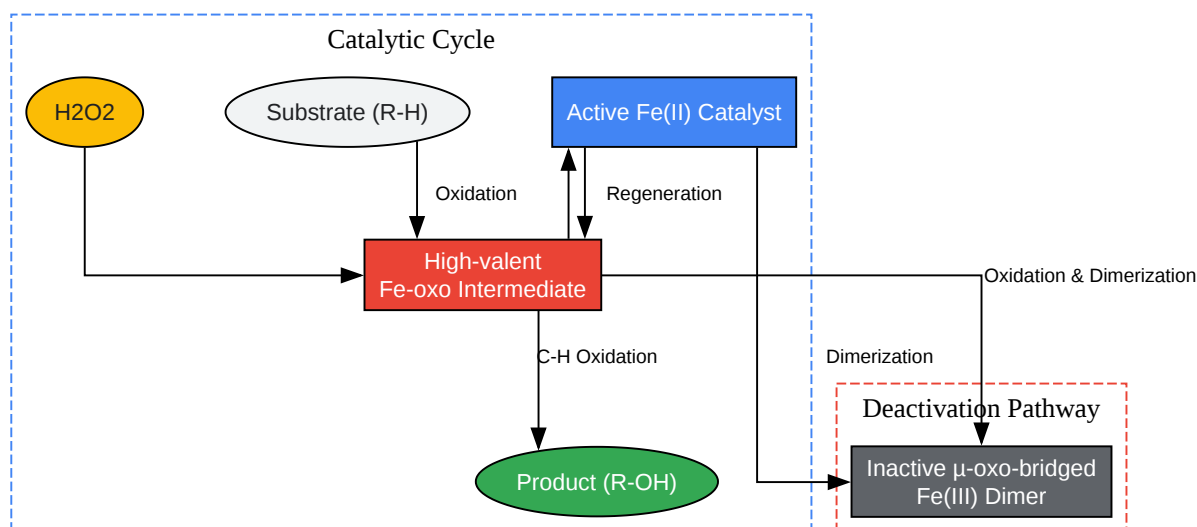 Catalytic Cycle
H2O2
Substrate (R-H)
Active Fe(II) Catalyst
Oxidation
Regeneration
High-valent
Fe-oxo Intermediate
Oxidation & Dimerization
C-H Oxidation
Dimerization
Deactivation Pathway
Inactive µ-oxo-bridged
Fe(III) Dimer
Product (R-OH)